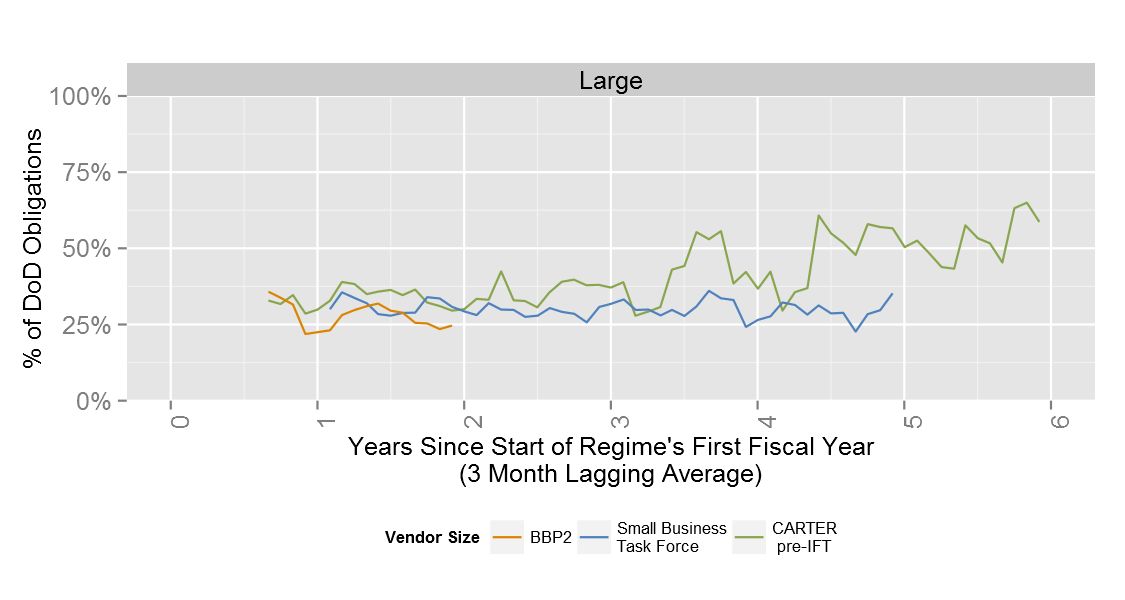 Large
100%
75%
50%
25%
0%
% of DoD Obligations
0
1
2
3
4
5
6
Years Since Start of Regime's First Fiscal Year
(3 Month Lagging Average)
Vendor Size
BBP2
Small Business
Task Force
CARTER
pre-IFT